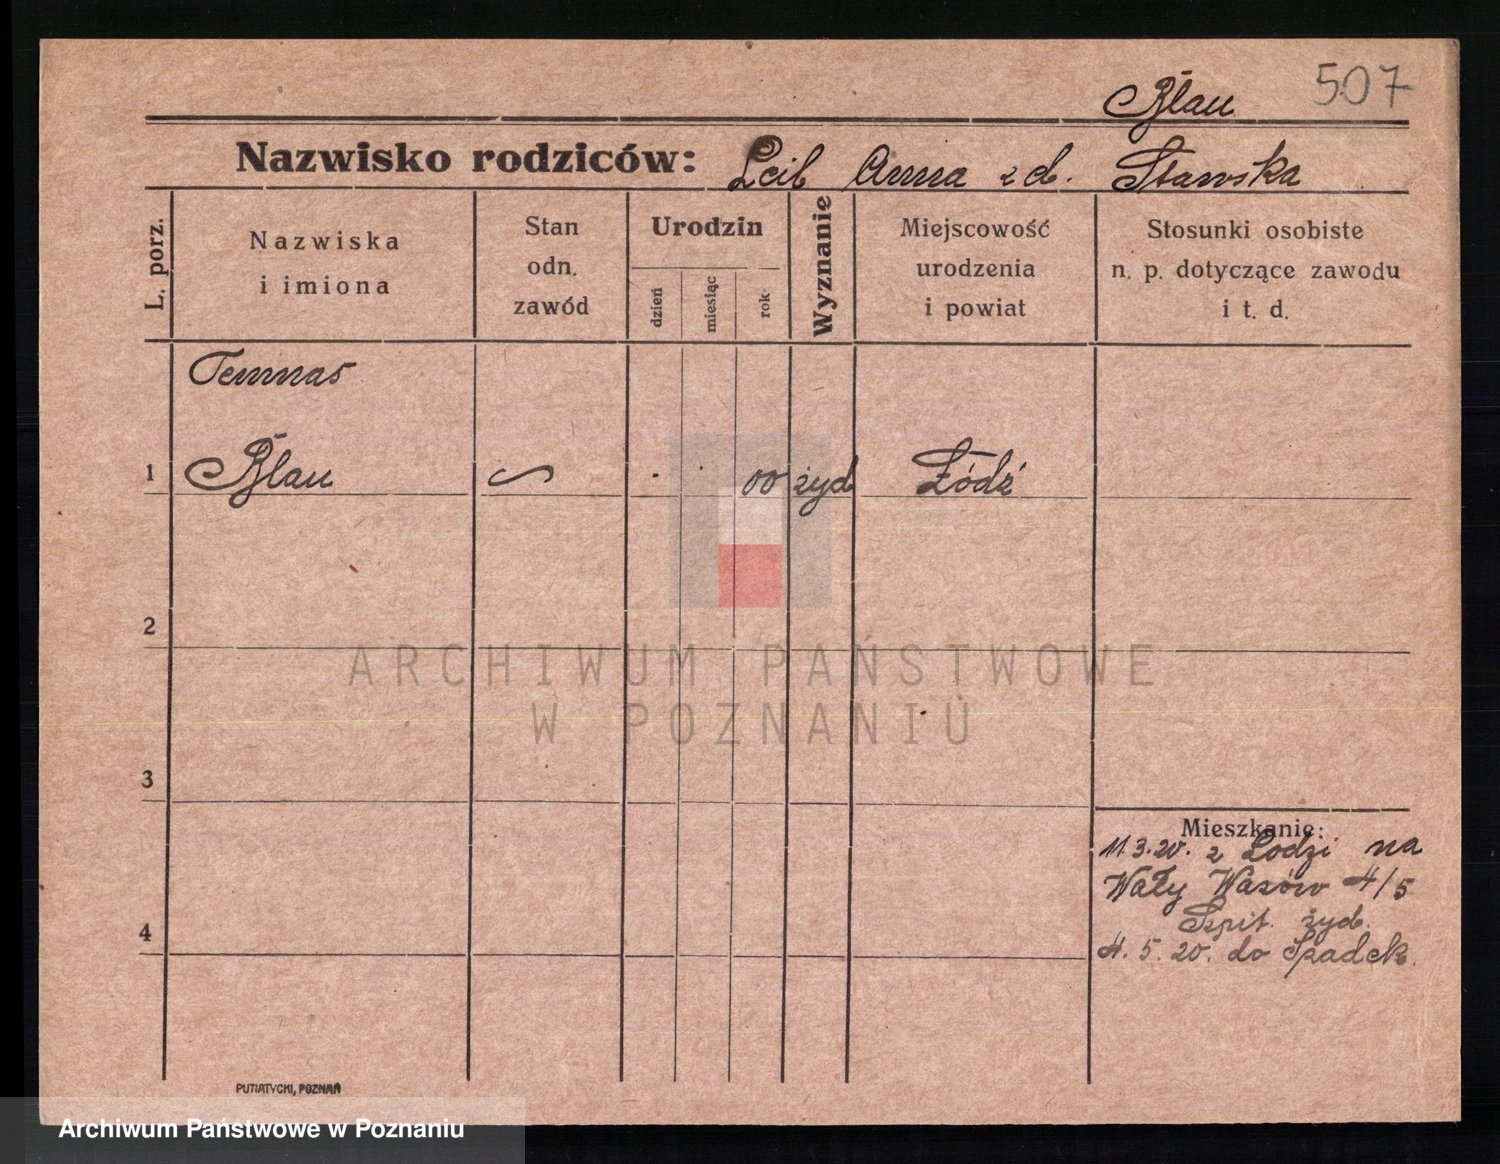 507
Blau
Nazwisko rodziców: Leib Anna z d. Stawska
L. porz.
Nazwiska
i imiona
Stan
odn.
zawód
Urodzin
dzień
miesiąc
rok
Wyznanie
Miejscowość
urodzenia
i powiat
Stosunki osobiste
n. p. dotyczące zawodu
i t. d.
1
Blau
00 żyd Łódź
2
ARCHIWUM PAŃSTWOWE
W POZNANIU
3
Mieszkanie:
11.3.20. z Łodzi na
Wały Wazów 4/5
Szpit. żyd.
4
4. 5. 20. do Szadek.
PUTIATYCKI, POZNAŃ
Archiwum Państwowe w Poznaniu